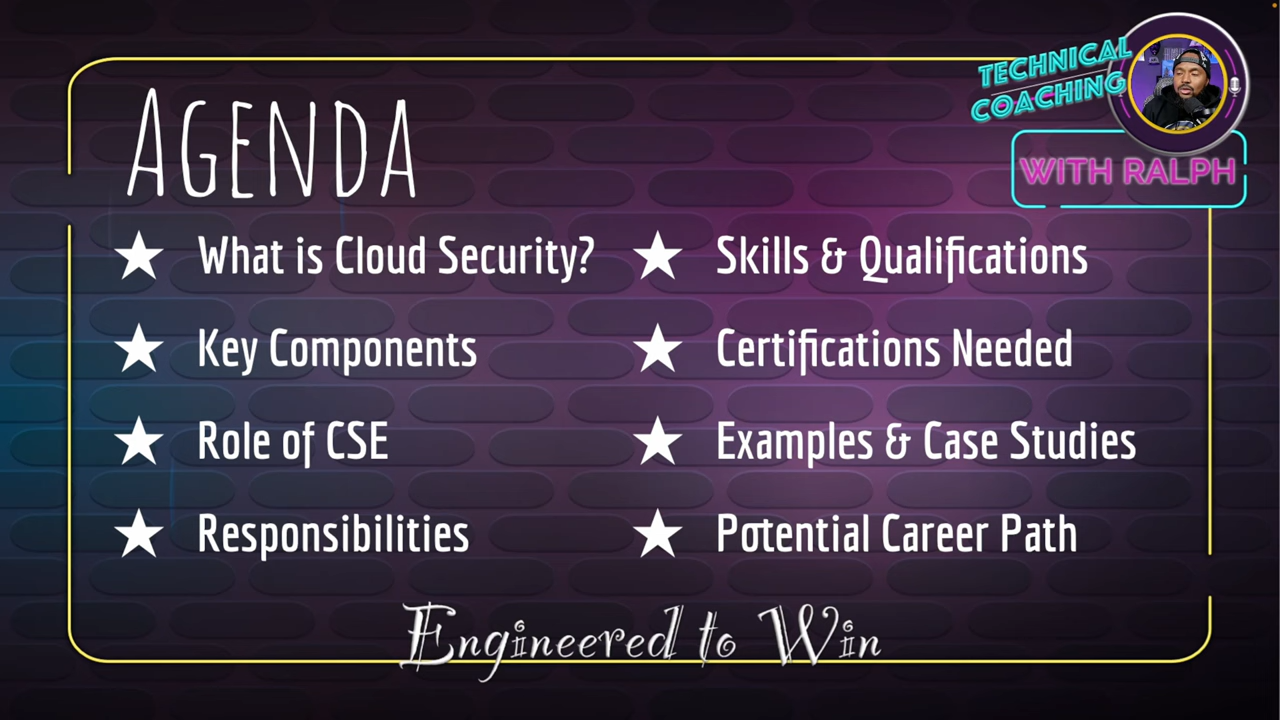 TECHNICAL
COACHING
WITH RALPH
AGENDA
What is Cloud Security?
Key Components
Role of CSE
Responsibilities
Skills & Qualifications
Certifications Needed
Examples & Case Studies
Potential Career Path
Engineered to Win